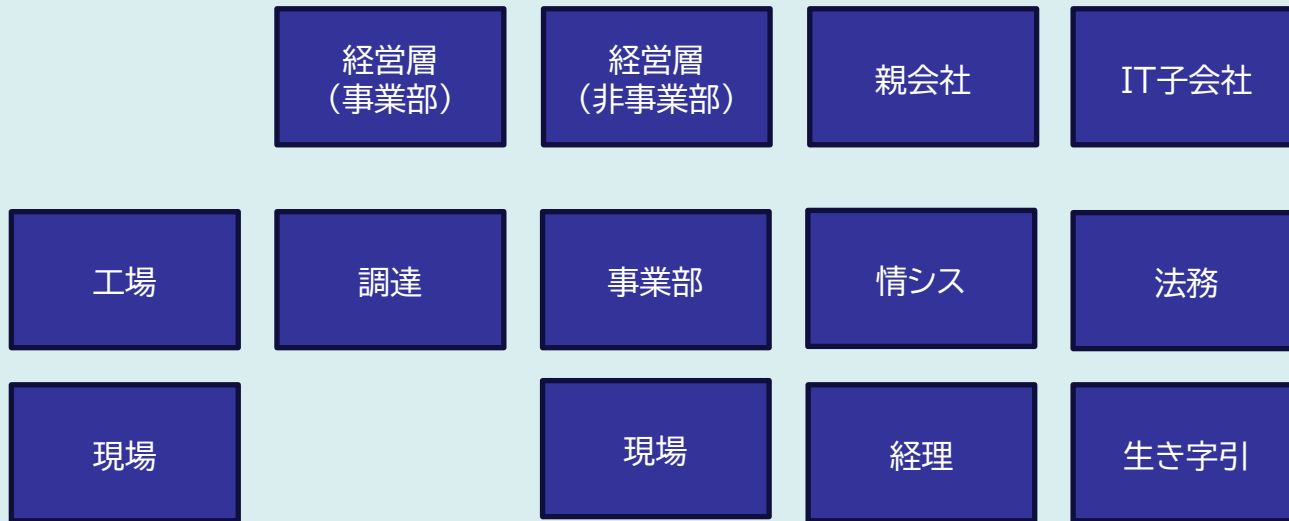 経営層
（事業部）
経営層
（非事業部）
親会社
IT子会社
工場
調達
事業部
情シス
法務
現場
現場
経理
生き字引